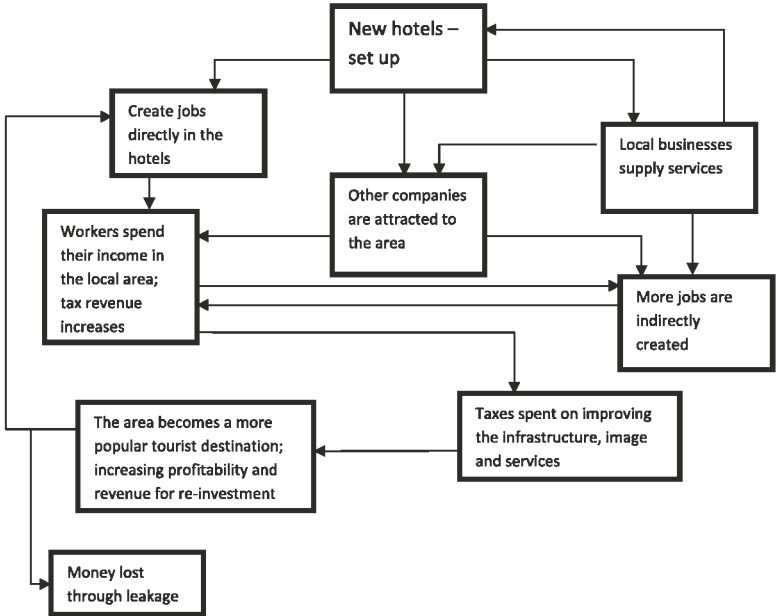 New hotels –
set up
Create jobs
directly in the
hotels
Local businesses
supply services
Other companies
are attracted to
the area
Workers spend
their income in
the local area;
tax revenue
increases
More jobs are
indirectly
created
The area becomes a more
popular tourist destination;
increasing profitability and
revenue for re-investment
Taxes spent on improving
the infrastructure, image
and services
Money lost
through leakage